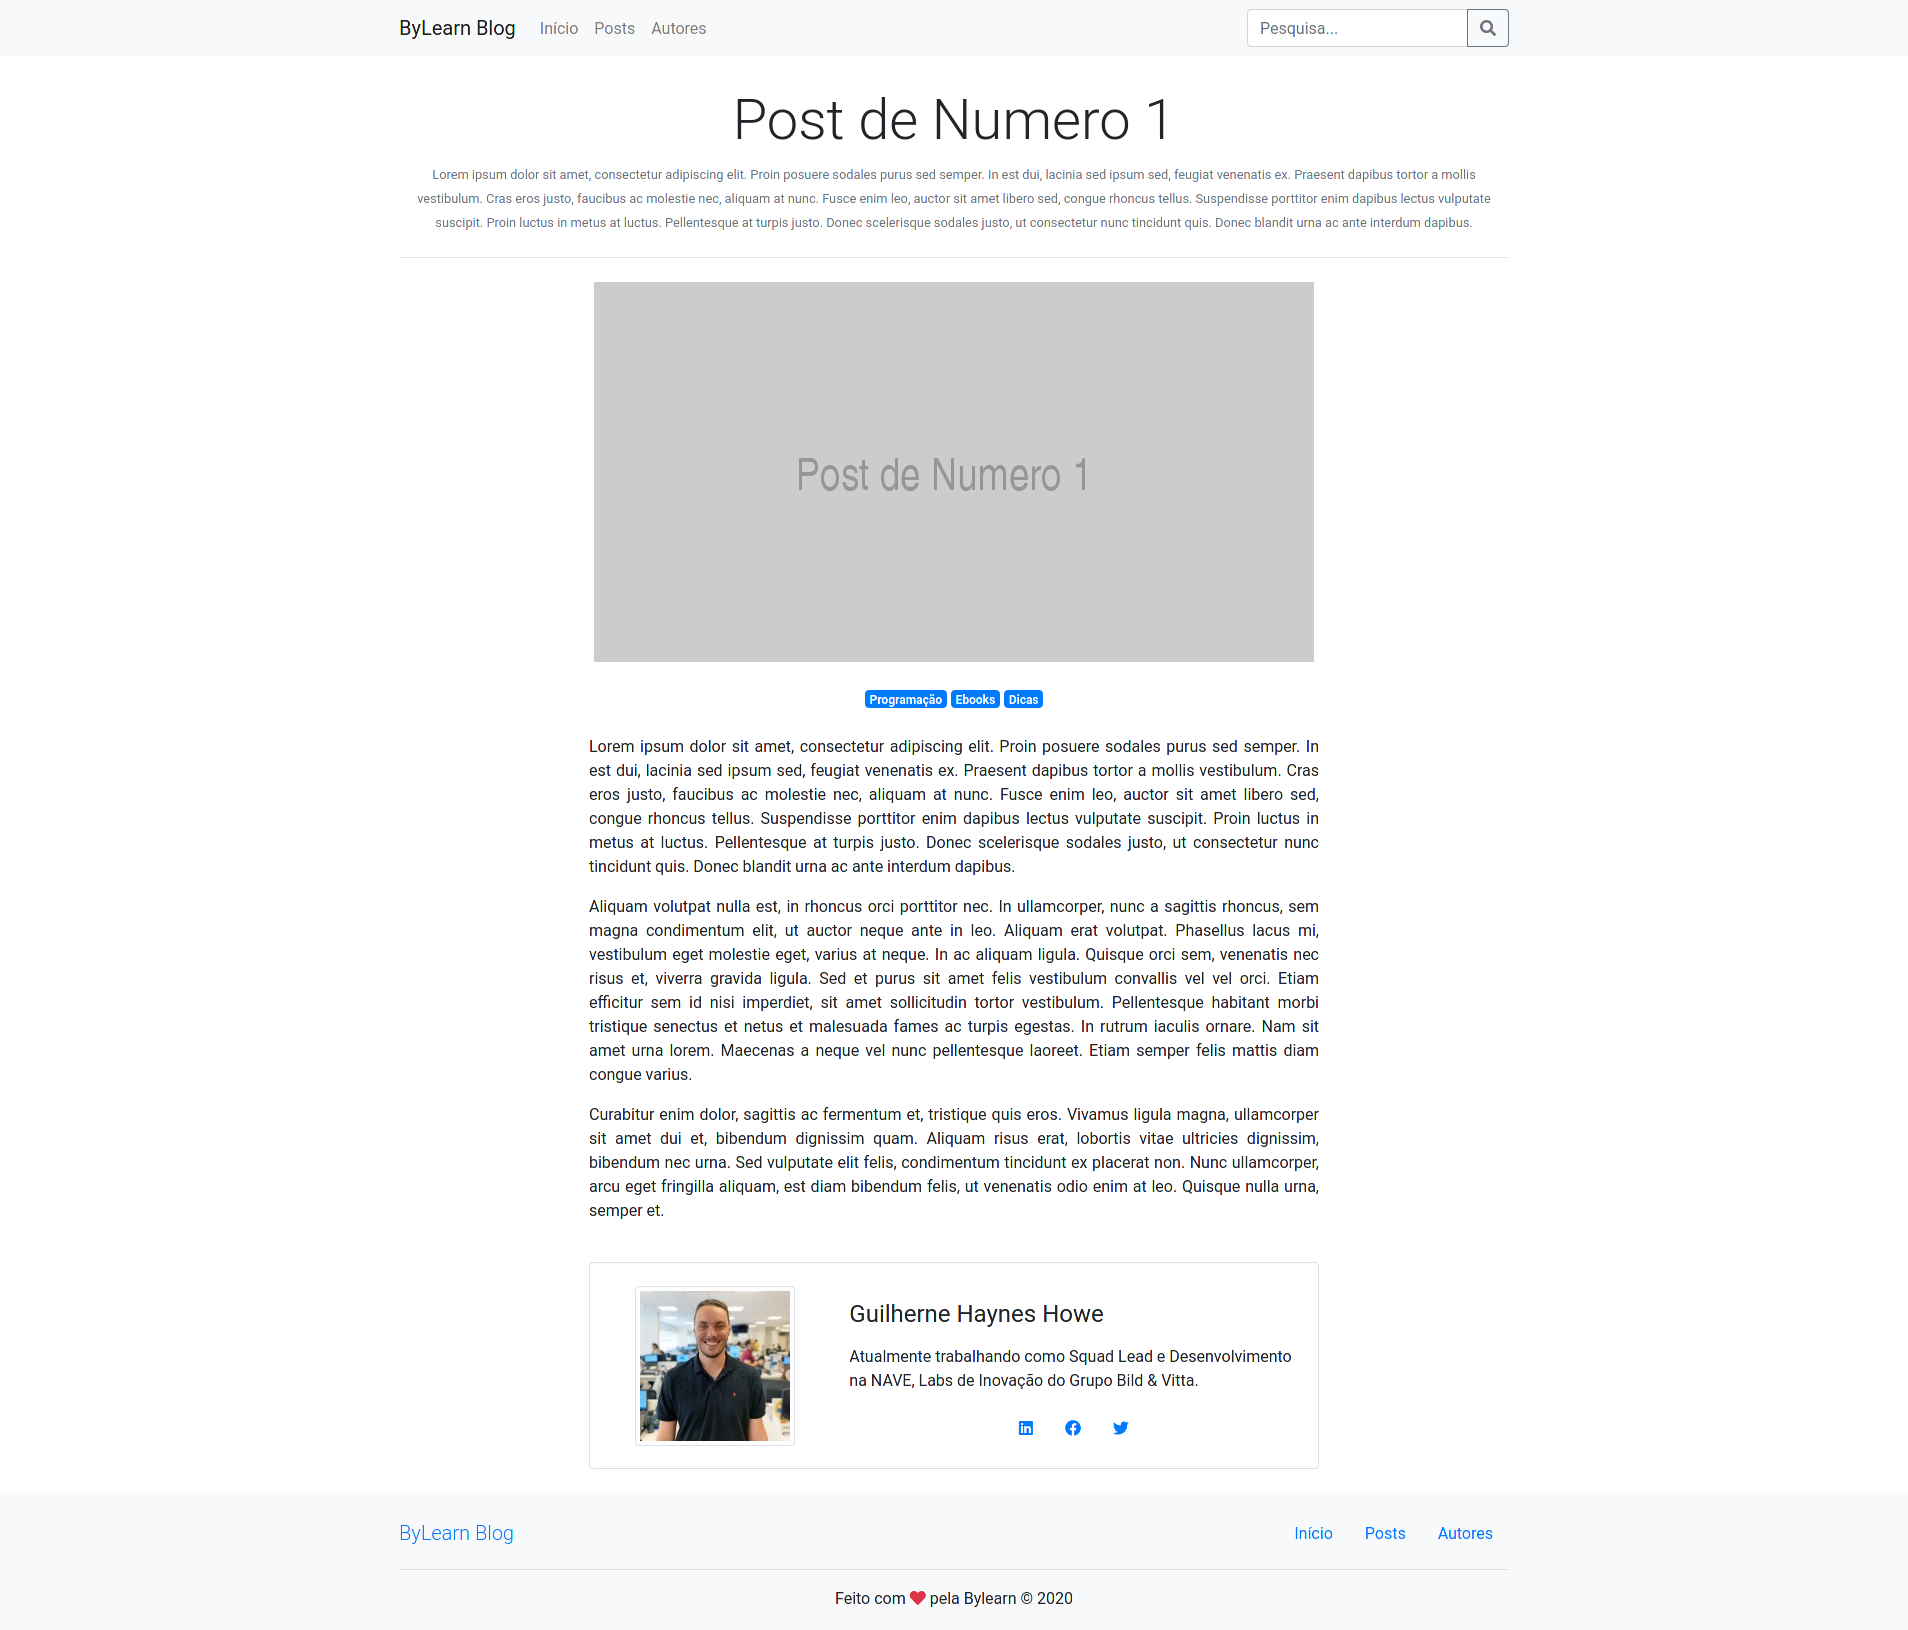 ByLearn Blog Início Posts Autores Pesquisa...
Post de Numero 1
Lorem ipsum dolor sit amet, consectetur adipiscing elit. Proin posuere sodales purus sed semper. In est dui, lacinia sed ipsum sed, feugiat venenatis ex. Praesent dapibus tortor a mollis
vestibulum. Cras eros justo, faucibus ac molestie nec, aliquam at nunc. Fusce enim leo, auctor sit amet libero sed, congue rhoncus tellus. Suspendisse porttitor enim dapibus lectus vulputate
suscipit. Proin luctus in metus at luctus. Pellentesque at turpis justo. Donec scelerisque sodales justo, ut consectetur nunc tincidunt quis. Donec blandit urna ac ante interdum dapibus.
Post de Numero 1
Programação Ebooks Dicas
Lorem ipsum dolor sit amet, consectetur adipiscing elit. Proin posuere sodales purus sed semper. In
est dui, lacinia sed ipsum sed, feugiat venenatis ex. Praesent dapibus tortor a mollis vestibulum. Cras
eros justo, faucibus ac molestie nec, aliquam at nunc. Fusce enim leo, auctor sit amet libero sed,
congue rhoncus tellus. Suspendisse porttitor enim dapibus lectus vulputate suscipit. Proin luctus in
metus at luctus. Pellentesque at turpis justo. Donec scelerisque sodales justo, ut consectetur nunc
tincidunt quis. Donec blandit urna ac ante interdum dapibus.
Aliquam volutpat nulla est, in rhoncus orci porttitor nec. In ullamcorper, nunc a sagittis rhoncus, sem
magna condimentum elit, ut auctor neque ante in leo. Aliquam erat volutpat. Phasellus lacus mi,
vestibulum eget molestie eget, varius at neque. In ac aliquam ligula. Quisque orci sem, venenatis nec
risus et, viverra gravida ligula. Sed et purus sit amet felis vestibulum convallis vel vel orci. Etiam
efficitur sem id nisi imperdiet, sit amet sollicitudin tortor vestibulum. Pellentesque habitant morbi
tristique senectus et netus et malesuada fames ac turpis egestas. In rutrum iaculis ornare. Nam sit
amet urna lorem. Maecenas a neque vel nunc pellentesque laoreet. Etiam semper felis mattis diam
congue varius.
Curabitur enim dolor, sagittis ac fermentum et, tristique quis eros. Vivamus ligula magna, ullamcorper
sit amet dui et, bibendum dignissim quam. Aliquam risus erat, lobortis vitae ultricies dignissim,
bibendum nec urna. Sed vulputate elit felis, condimentum tincidunt ex placerat non. Nunc ullamcorper,
arcu eget fringilla aliquam, est diam bibendum felis, ut venenatis odio enim at leo. Quisque nulla urna,
semper et.
Guilherne Haynes Howe
Atualmente trabalhando como Squad Lead e Desenvolvimento
na NAVE, Labs de Inovação do Grupo Bild & Vitta.
ByLearn Blog Início Posts Autores
Feito com ❤ pela Bylearn © 2020